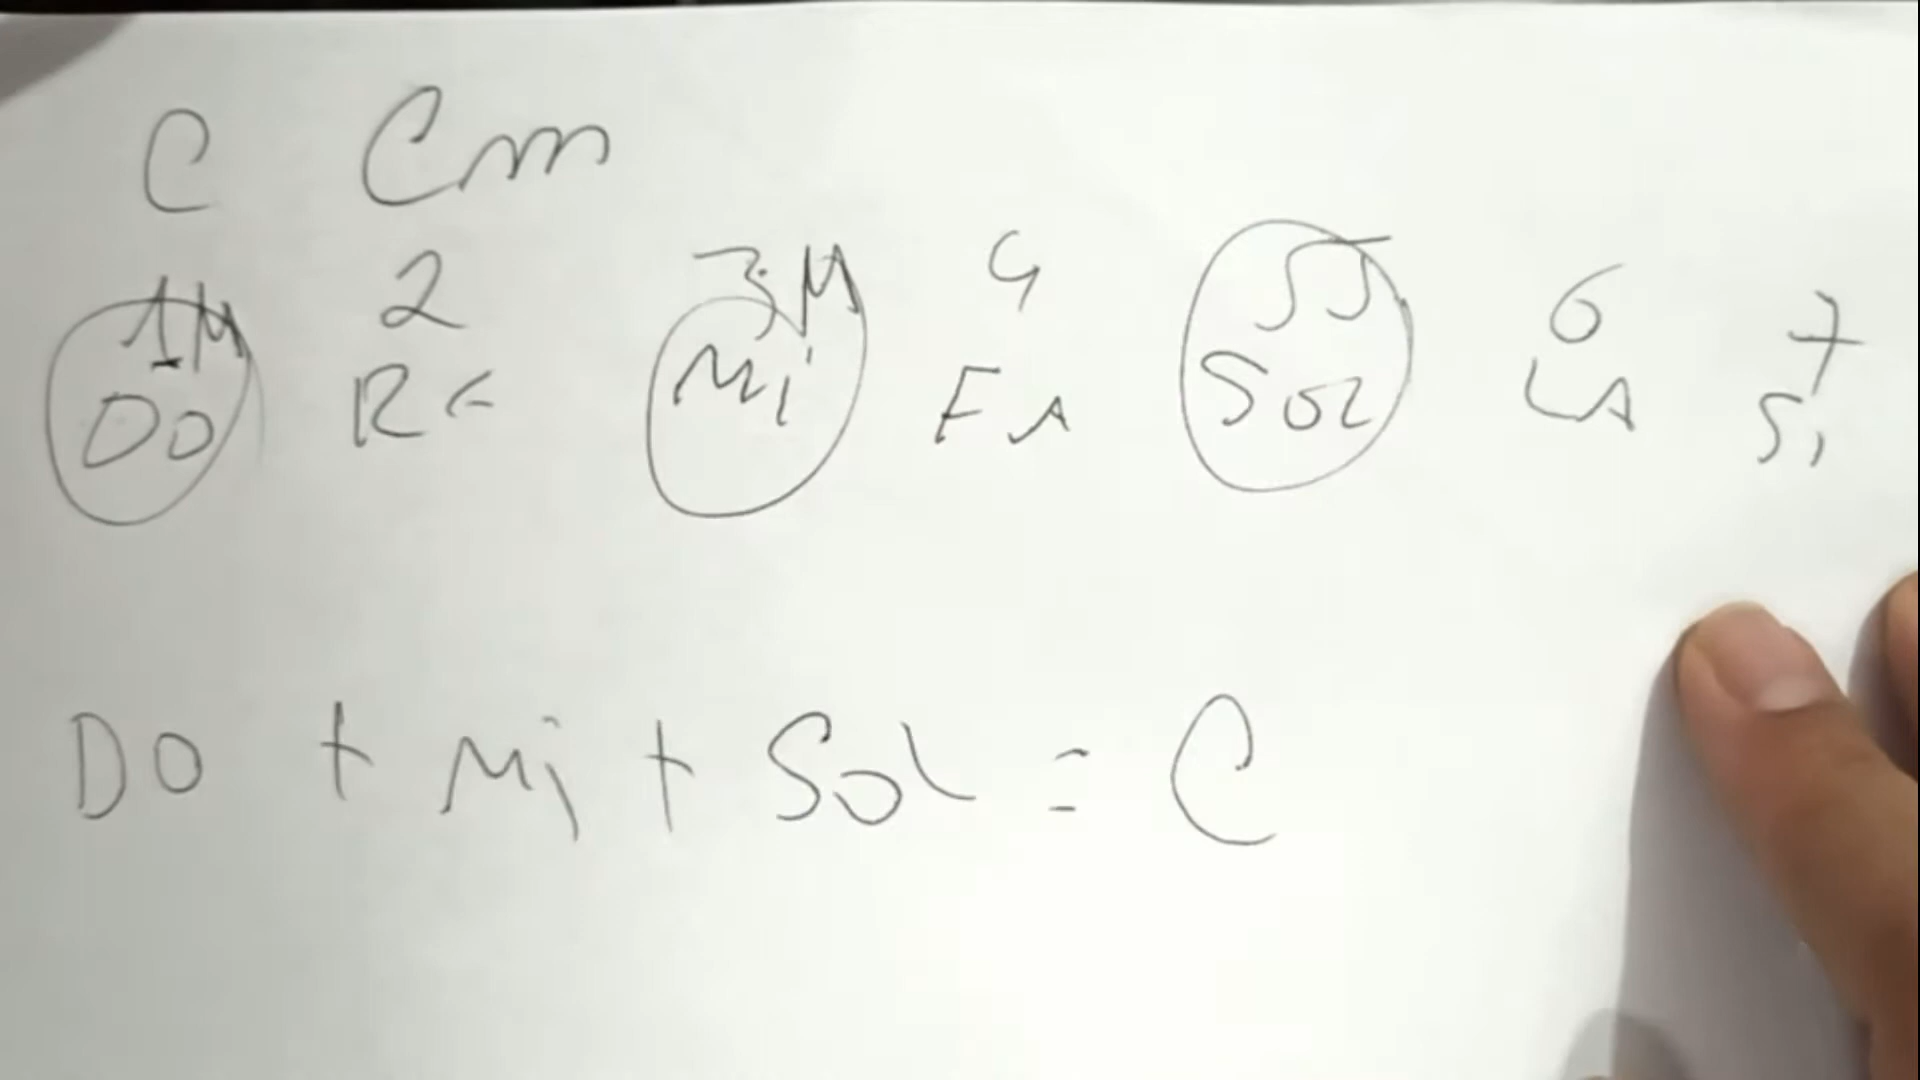 C Cm
1M 2 3M 4 5J 6 7
Do Re Mi FA SoL LA Si
Do + Mi + SoL = C